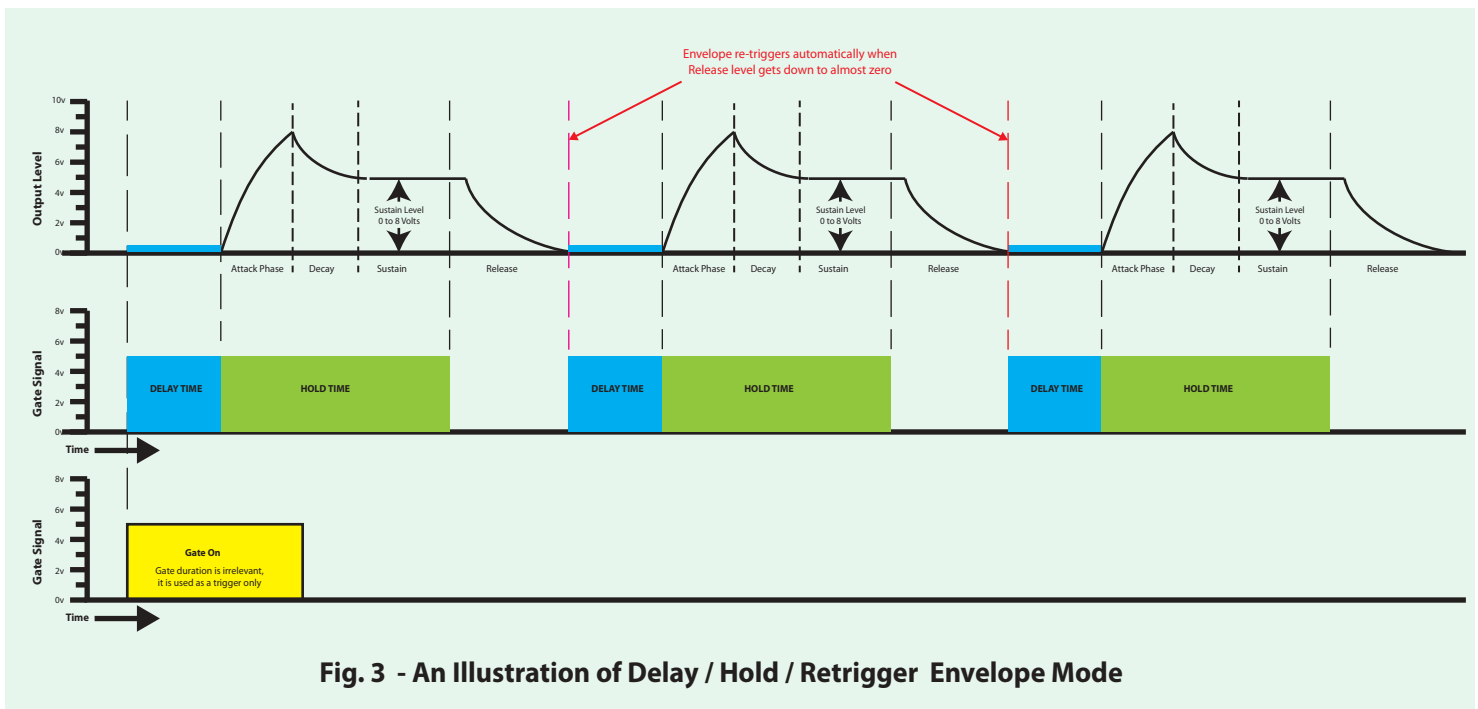 Envelope re-triggers automatically when
Release level gets down to almost zero
Output Level
10v
8v
6v
4v
2v
0v
Sustain Level
0 to 8 Volts
Sustain Level
0 to 8 Volts
Sustain Level
0 to 8 Volts
Attack Phase Decay Sustain Release Attack Phase Decay Sustain Release Attack Phase Decay Sustain Release
Gate Signal
8v
6v
4v
2v
0v
DELAY TIME HOLD TIME DELAY TIME HOLD TIME DELAY TIME HOLD TIME
Time
Gate Signal
8v
6v
4v
2v
0v
Gate On
Gate duration is irrelevant,
it is used as a trigger only
Time
Fig. 3 - An Illustration of Delay / Hold / Retrigger Envelope Mode